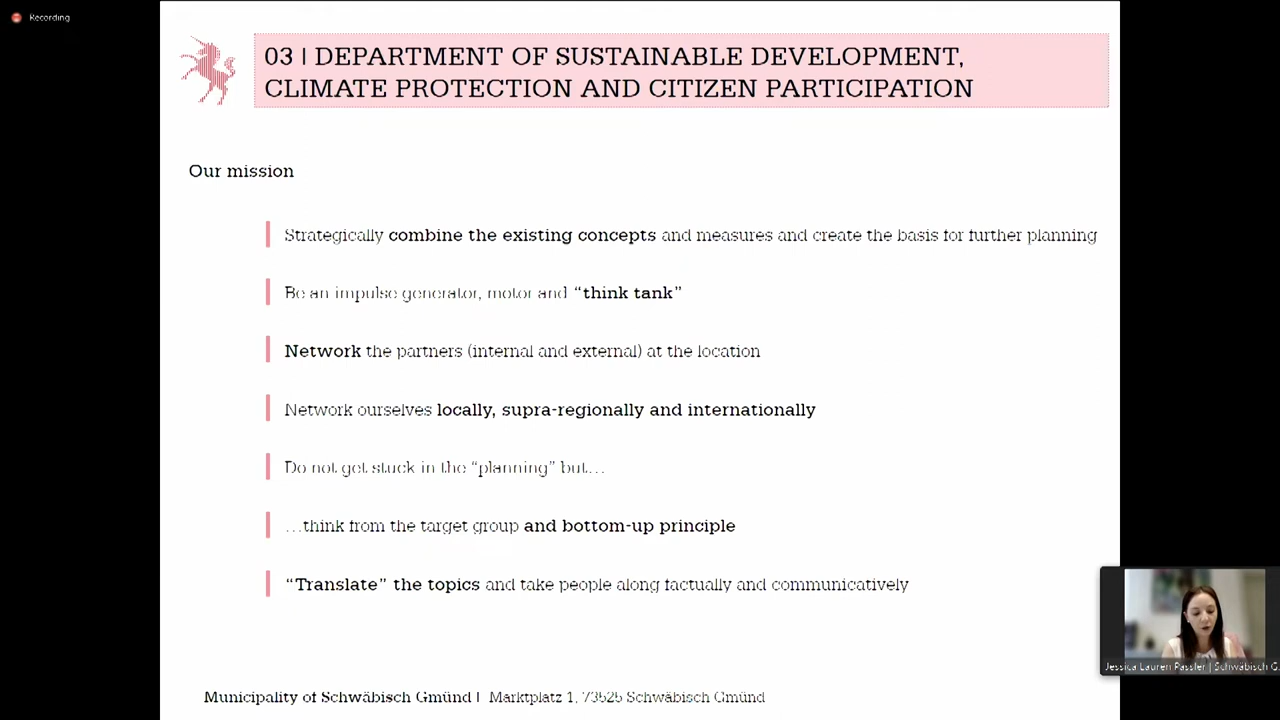 Recording
03 | DEPARTMENT OF SUSTAINABLE DEVELOPMENT,
CLIMATE PROTECTION AND CITIZEN PARTICIPATION
Our mission
Strategically combine the existing concepts and measures and create the basis for further planning
Be an impulse generator, motor and “think tank”
Network the partners (internal and external) at the location
Network ourselves locally, supra-regionally and internationally
Do not get stuck in the “planning” but…
…think from the target group and bottom-up principle
“Translate” the topics and take people along factually and communicatively
Jessica Lauren Passler | Schwäbisch G
Municipality of Schwäbisch Gmünd | Marktplatz 1, 73525 Schwäbisch Gmünd